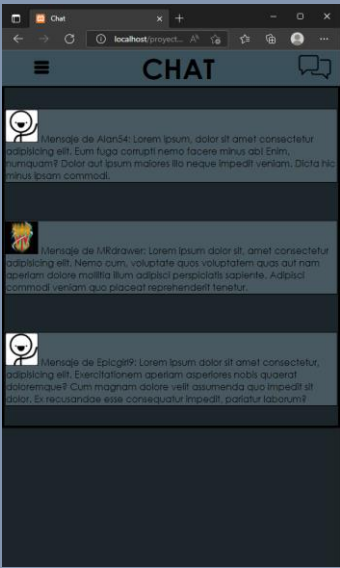 Chat
localhost/proyect...
CHAT
Mensaje de Alan54: Lorem ipsum, dolor sit amet consectetur
adipisicing elit. Eum fuga corrupti nemo facere minus ab! Enim,
numquam? Dolor aut ipsum maiores illo neque impedit veniam. Dicta hic
minus ipsam commodi.
Mensaje de MRdrawer: Lorem ipsum dolor sit, amet consectetur
adipisicing elit. Nemo cum, voluptate quos voluptatem quas aut nam
aperiam dolore mollitia illum adipisci perspiciatis sapiente. Adipisci
commodi veniam quo placeat reprehenderit tenetur.
Mensaje de Epicgirl9: Lorem ipsum dolor sit amet consectetur,
adipisicing elit. Exercitationem aperiam asperiores nobis quaerat
doloremque? Cum magnam dolore velit assumenda quo impedit sit
dolor. Ex recusandae esse consequatur impedit, pariatur laborum?